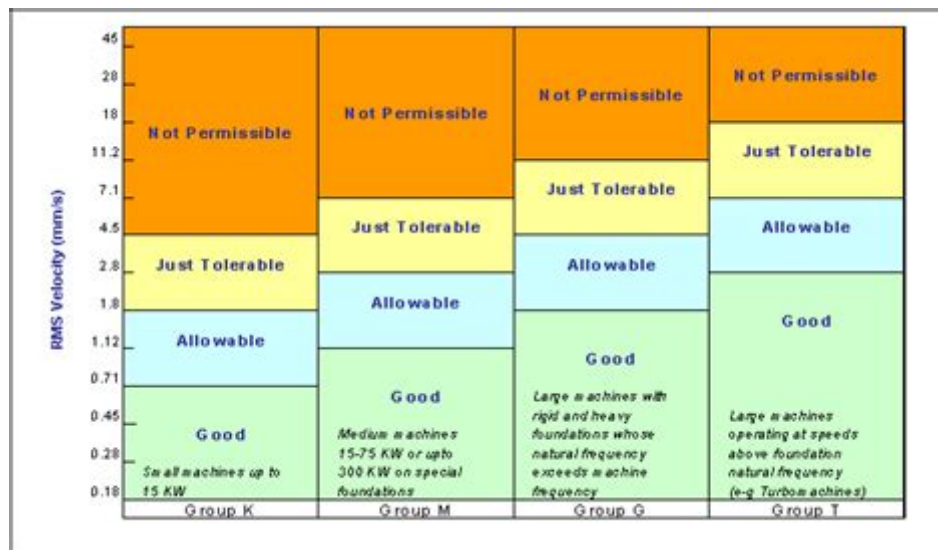 RMS Velocity (mm/s)
45
28
18
11.2
7.1
4.5
2.8
1.8
1.12
0.71
0.45
0.28
0.18
Not Permissible
Just Tolerable
Allowable
Good
Small machines up to
15 KW
Group K
Not Permissible
Just Tolerable
Allowable
Good
Medium machines
15-75 KW or upto
300 KW on special
foundations
Group M
Not Permissible
Just Tolerable
Allowable
Good
Large machines with
rigid and heavy
foundations whose
natural frequency
exceeds machine
frequency
Group G
Not Permissible
Just Tolerable
Allowable
Good
Large machines
operating at speeds
above foundation
natural frequency
(e-g Turbomachines)
Group T